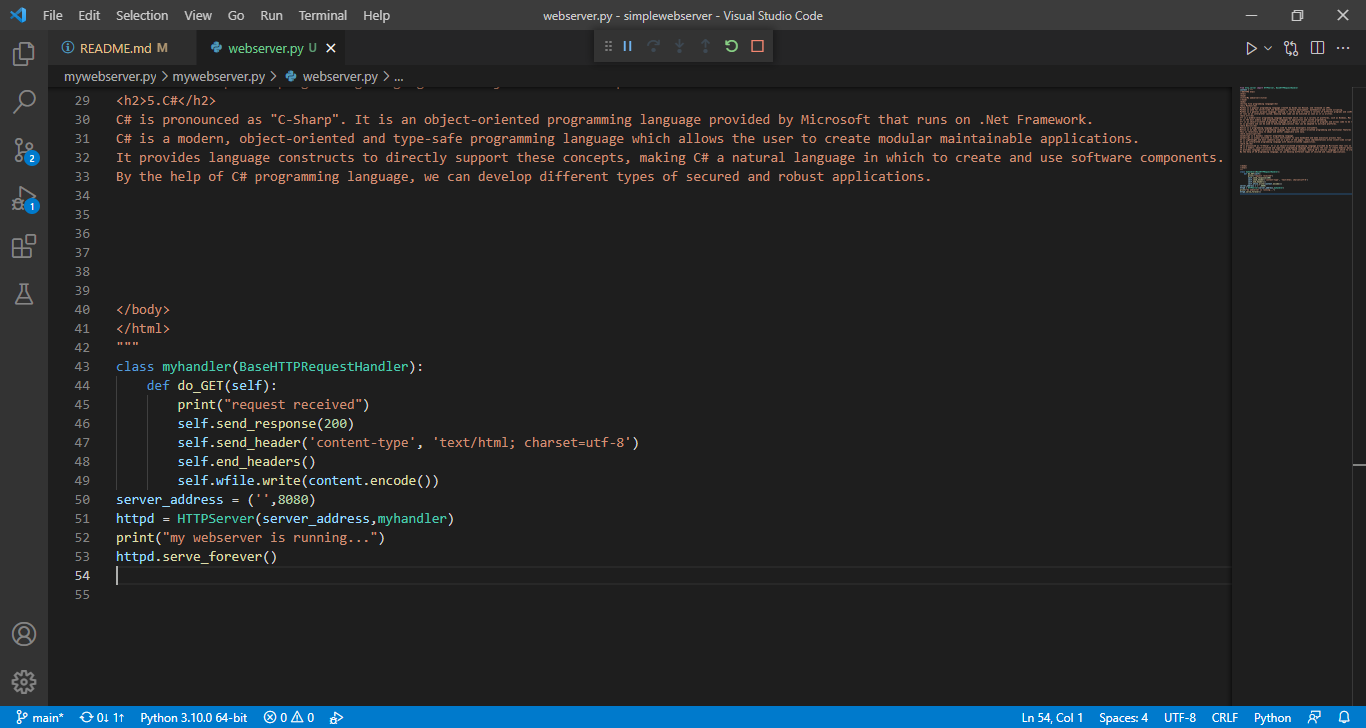 File Edit Selection View Go Run Terminal Help
webserver.py - simplewebserver - Visual Studio Code
README.md M
webserver.py U
mywebserver.py > mywebserver.py > webserver.py > ...
29 <h2>5.C#</h2>
30 C# is pronounced as "C-Sharp". It is an object-oriented programming language provided by Microsoft that runs on .Net Framework.
31 C# is a modern, object-oriented and type-safe programming language which allows the user to create modular maintainable applications.
32 It provides language constructs to directly support these concepts, making C# a natural language in which to create and use software components.
33 By the help of C# programming language, we can develop different types of secured and robust applications.
34
35
36
37
38
39
40 </body>
41 </html>
42 """
43 class myhandler(BaseHTTPRequestHandler):
44     def do_GET(self):
45         print("request received")
46         self.send_response(200)
47         self.send_header('content-type', 'text/html; charset=utf-8')
48         self.end_headers()
49         self.wfile.write(content.encode())
50 server_address = ('',8080)
51 httpd = HTTPServer(server_address,myhandler)
52 print("my webserver is running...")
53 httpd.serve_forever()
54
55
2
1
main* 0↓ 1↑ Python 3.10.0 64-bit 0 0 Ln 54, Col 1 Spaces: 4 UTF-8 CRLF Python